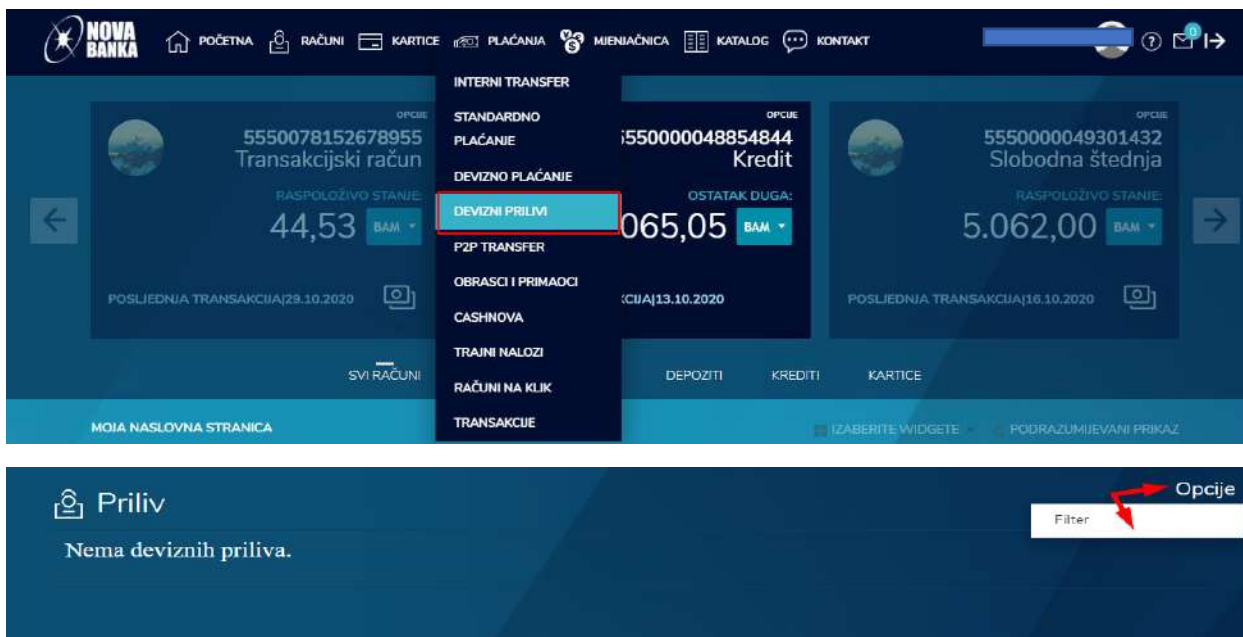 NOVA
BANKA
POČETNA RAČUNI KARTICE PLAĆANJA MJENJAČNICA KATALOG KONTAKT
0
INTERNI TRANSFER
STANDARDNO
PLAĆANJE
DEVIZNO PLAĆANJE
DEVIZNI PRILIVI
P2P TRANSFER
OBRASCI I PRIMAOCI
CASHNOVA
TRAJNI NALOZI
RAČUNI NA KLIK
TRANSAKCIJE
OPCIJE
5550078152678955
Transakcijski račun
RASPOLOŽIVO STANJE:
44,53 BAM
POSLJEDNJA TRANSAKCIJA|29.10.2020
OPCIJE
5550000048854844
Kredit
OSTATAK DUGA:
065,05 BAM
KCIJA|13.10.2020
OPCIJE
5550000049301432
Slobodna štednja
RASPOLOŽIVO STANJE:
5.062,00 BAM
POSLJEDNJA TRANSAKCIJA|16.10.2020
SVI RAČUNI DEPOZITI KREDITI KARTICE
MOJA NASLOVNA STRANICA IZABERITE WIDGETE PODRAZUMIJEVANI PRIKAZ
Priliv
Opcije
Filter
Nema deviznih priliva.